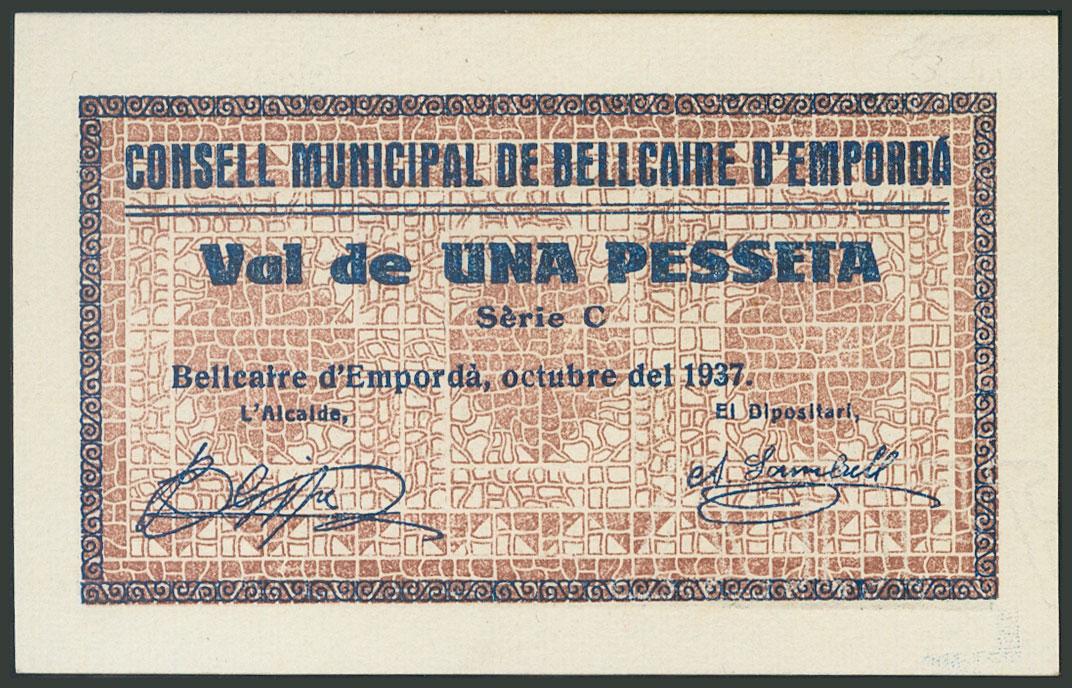 CONSELL MUNICIPAL DE BELLCAIRE D'EMPORDÁ
Val de UNA PESSETA
Sèrie C
Bellcaire d'Empordà, octubre del 1937.
L'Alcalde, El Dipositari,